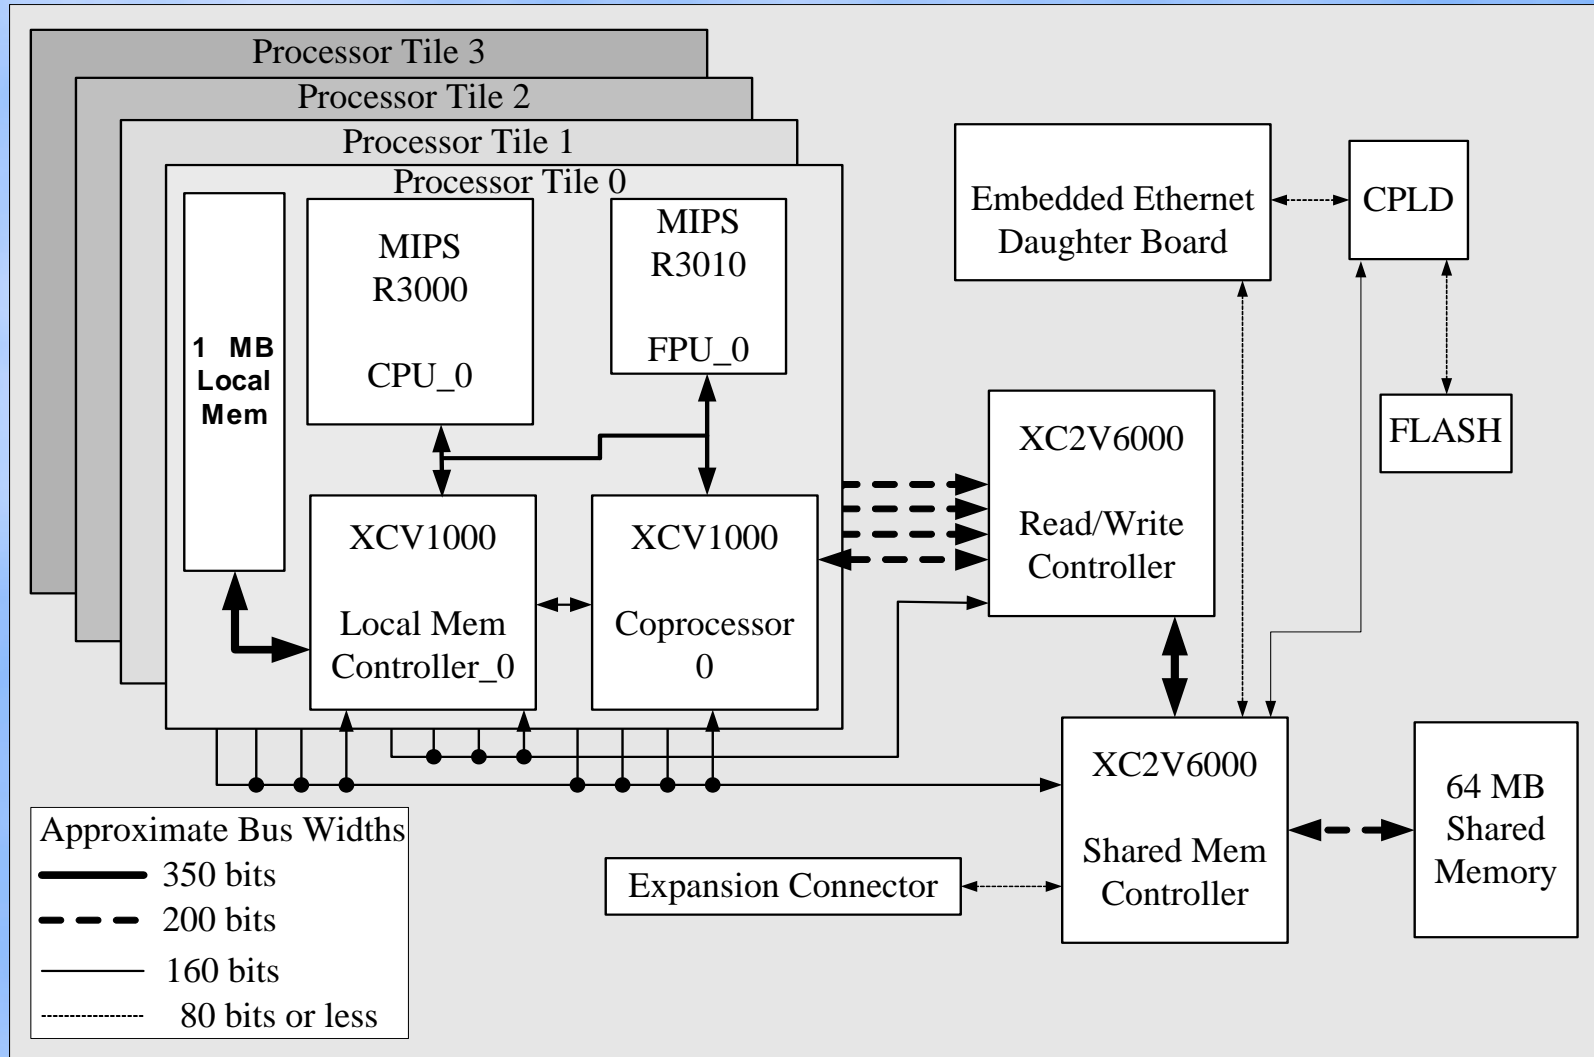 Processor Tile 3
Processor Tile 2
Processor Tile 1
Processor Tile 0
1 MB
Local
Mem
MIPS
R3000
CPU_0
MIPS
R3010
FPU_0
XCV1000
Local Mem
Controller_0
XCV1000
Coprocessor
0
Embedded Ethernet
Daughter Board
CPLD
FLASH
XC2V6000
Read/Write
Controller
XC2V6000
Shared Mem
Controller
64 MB
Shared
Memory
Expansion Connector
Approximate Bus Widths
350 bits
200 bits
160 bits
80 bits or less